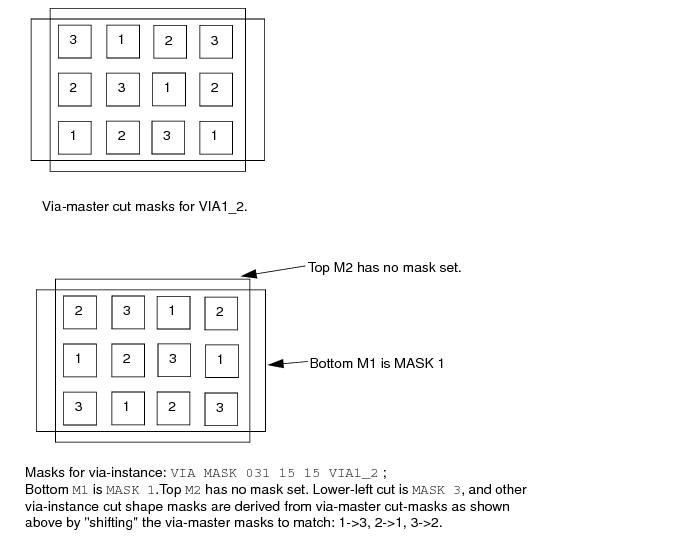 3 1 2 3
2 3 1 2
1 2 3 1
Via-master cut masks for VIA1_2.
Top M2 has no mask set.
2 3 1 2
1 2 3 1
Bottom M1 is MASK 1
3 1 2 3
Masks for via-instance: VIA MASK 031 15 15 VIA1_2 ;
Bottom M1 is MASK 1.Top M2 has no mask set. Lower-left cut is MASK 3, and other
via-instance cut shape masks are derived from via-master cut-masks as shown
above by "shifting" the via-master masks to match: 1->3, 2->1, 3->2.